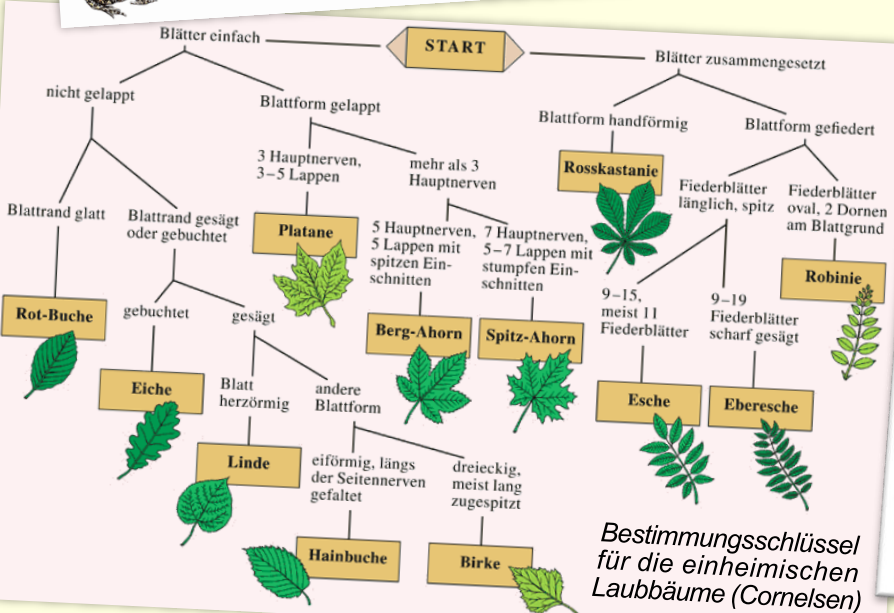 START
Blätter einfach
nicht gelappt
Blattrand glatt
Rot-Buche
Blattrand gesägt
oder gebuchtet
gebuchtet
Eiche
gesägt
Blatt
herzörmig
Linde
andere
Blattform
eiförmig, längs
der Seitennerven
gefaltet
Hainbuche
dreieckig,
meist lang
zugespitzt
Birke
Blattform gelappt
3 Hauptnerven,
3–5 Lappen
Platane
mehr als 3
Hauptnerven
5 Hauptnerven,
5 Lappen mit
spitzen Ein-
schnitten
Berg-Ahorn
7 Hauptnerven,
5–7 Lappen mit
stumpfen Ein-
schnitten
Spitz-Ahorn
Blätter zusammengesetzt
Blattform handförmig
Rosskastanie
Blattform gefiedert
Fiederblätter
länglich, spitz
9–15,
meist 11
Fiederblätter
Esche
9–19
Fiederblätter
scharf gesägt
Eberesche
Fiederblätter
oval, 2 Dornen
am Blattgrund
Robinie
Bestimmungsschlüssel
für die einheimischen
Laubbäume (Cornelsen)